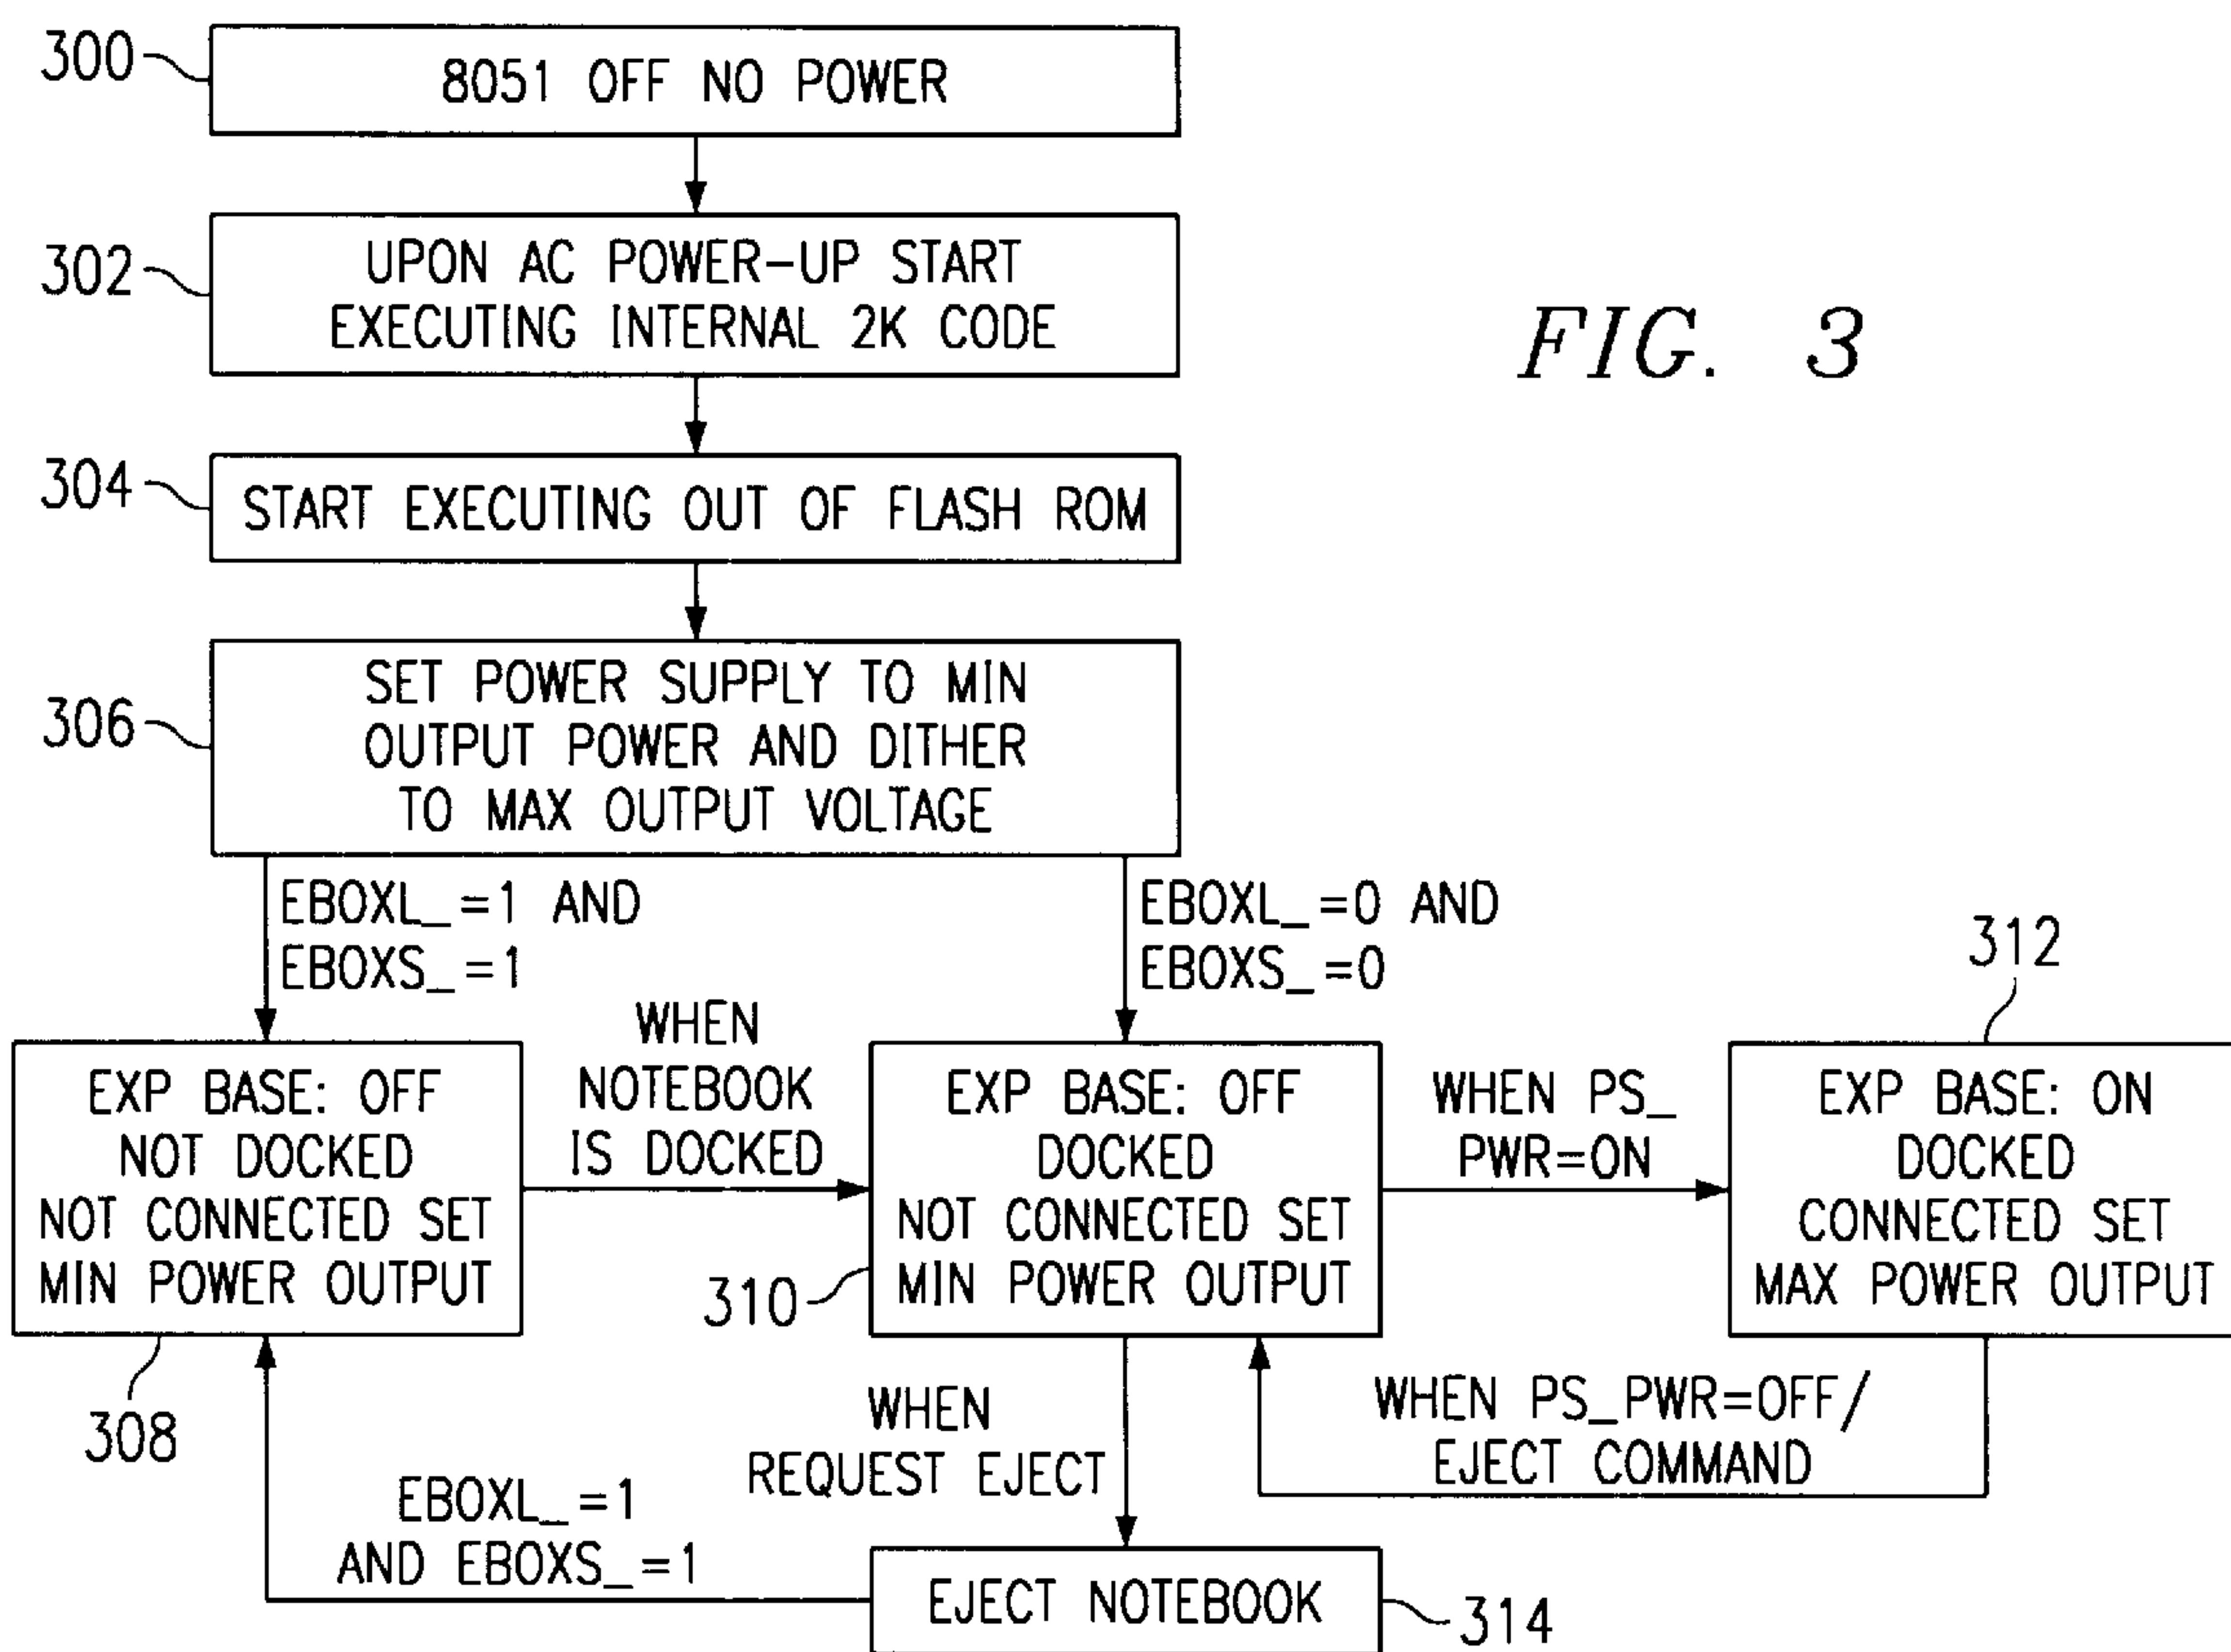 300
8051 OFF NO POWER
302
UPON AC POWER-UP START
EXECUTING INTERNAL 2K CODE
FIG. 3
304
START EXECUTING OUT OF FLASH ROM
306
SET POWER SUPPLY TO MIN
OUTPUT POWER AND DITHER
TO MAX OUTPUT VOLTAGE
EBOXL_=1 AND
EBOXS_=1
EBOXL_=0 AND
EBOXS_=0
312
WHEN
NOTEBOOK
IS DOCKED
EXP BASE: OFF
NOT DOCKED
NOT CONNECTED SET
MIN POWER OUTPUT
308
EXP BASE: OFF
DOCKED
NOT CONNECTED SET
MIN POWER OUTPUT
310
WHEN PS_
PWR=ON
EXP BASE: ON
DOCKED
CONNECTED SET
MAX POWER OUTPUT
WHEN
REQUEST EJECT
WHEN PS_PWR=OFF/
EJECT COMMAND
EBOXL_=1
AND EBOXS_=1
EJECT NOTEBOOK
314